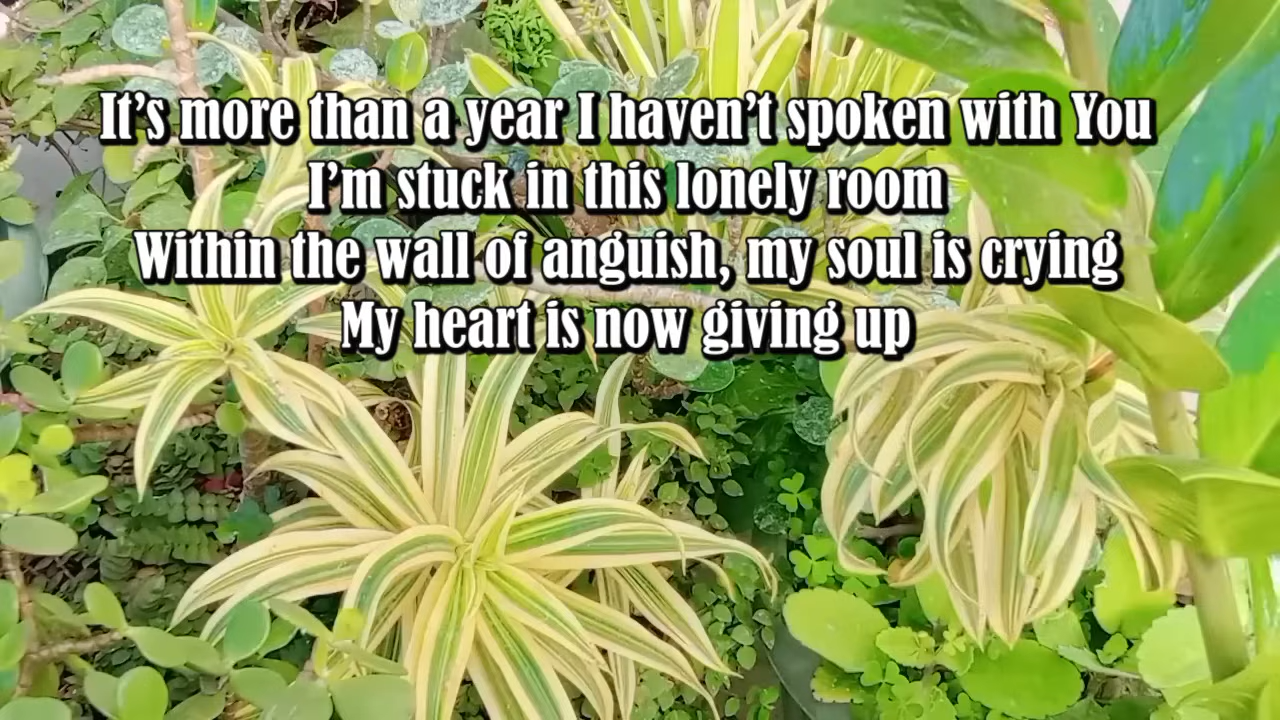 It’s more than a year I haven’t spoken with You
I’m stuck in this lonely room
Within the wall of anguish, my soul is crying
My heart is now giving up